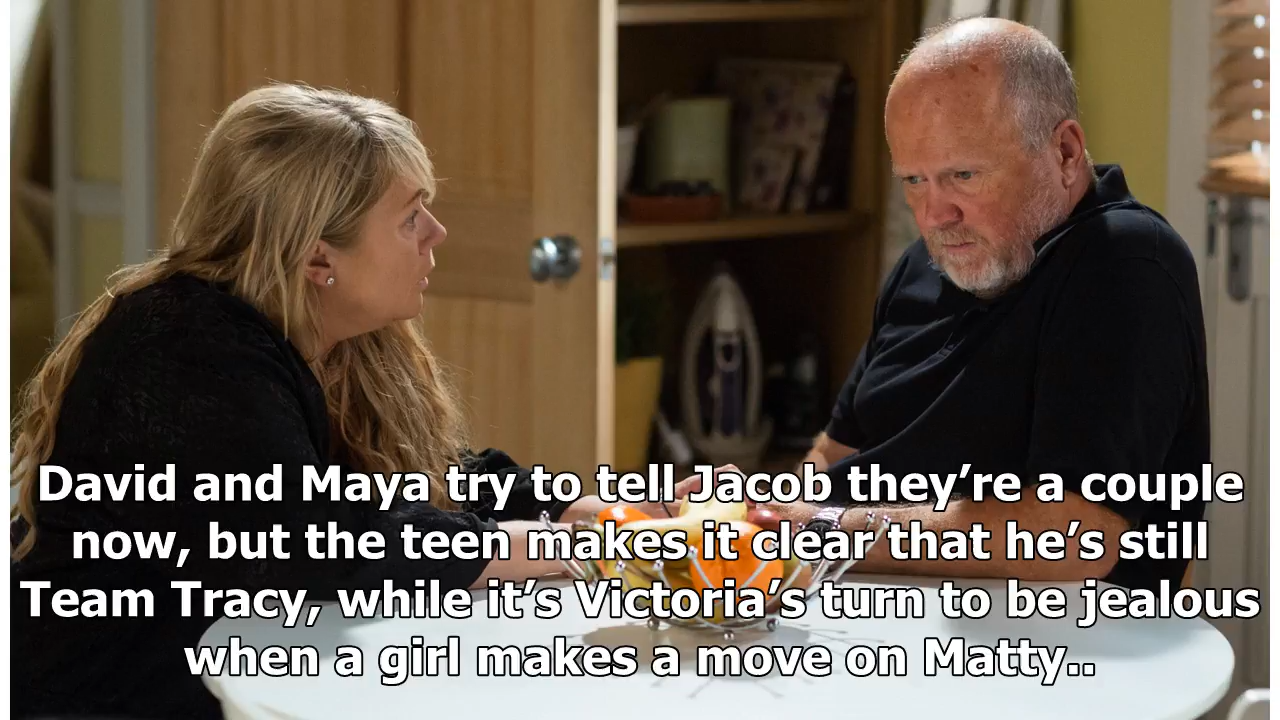 David and Maya try to tell Jacob they’re a couple
now, but the teen makes it clear that he’s still
Team Tracy, while it’s Victoria’s turn to be jealous
when a girl makes a move on Matty..